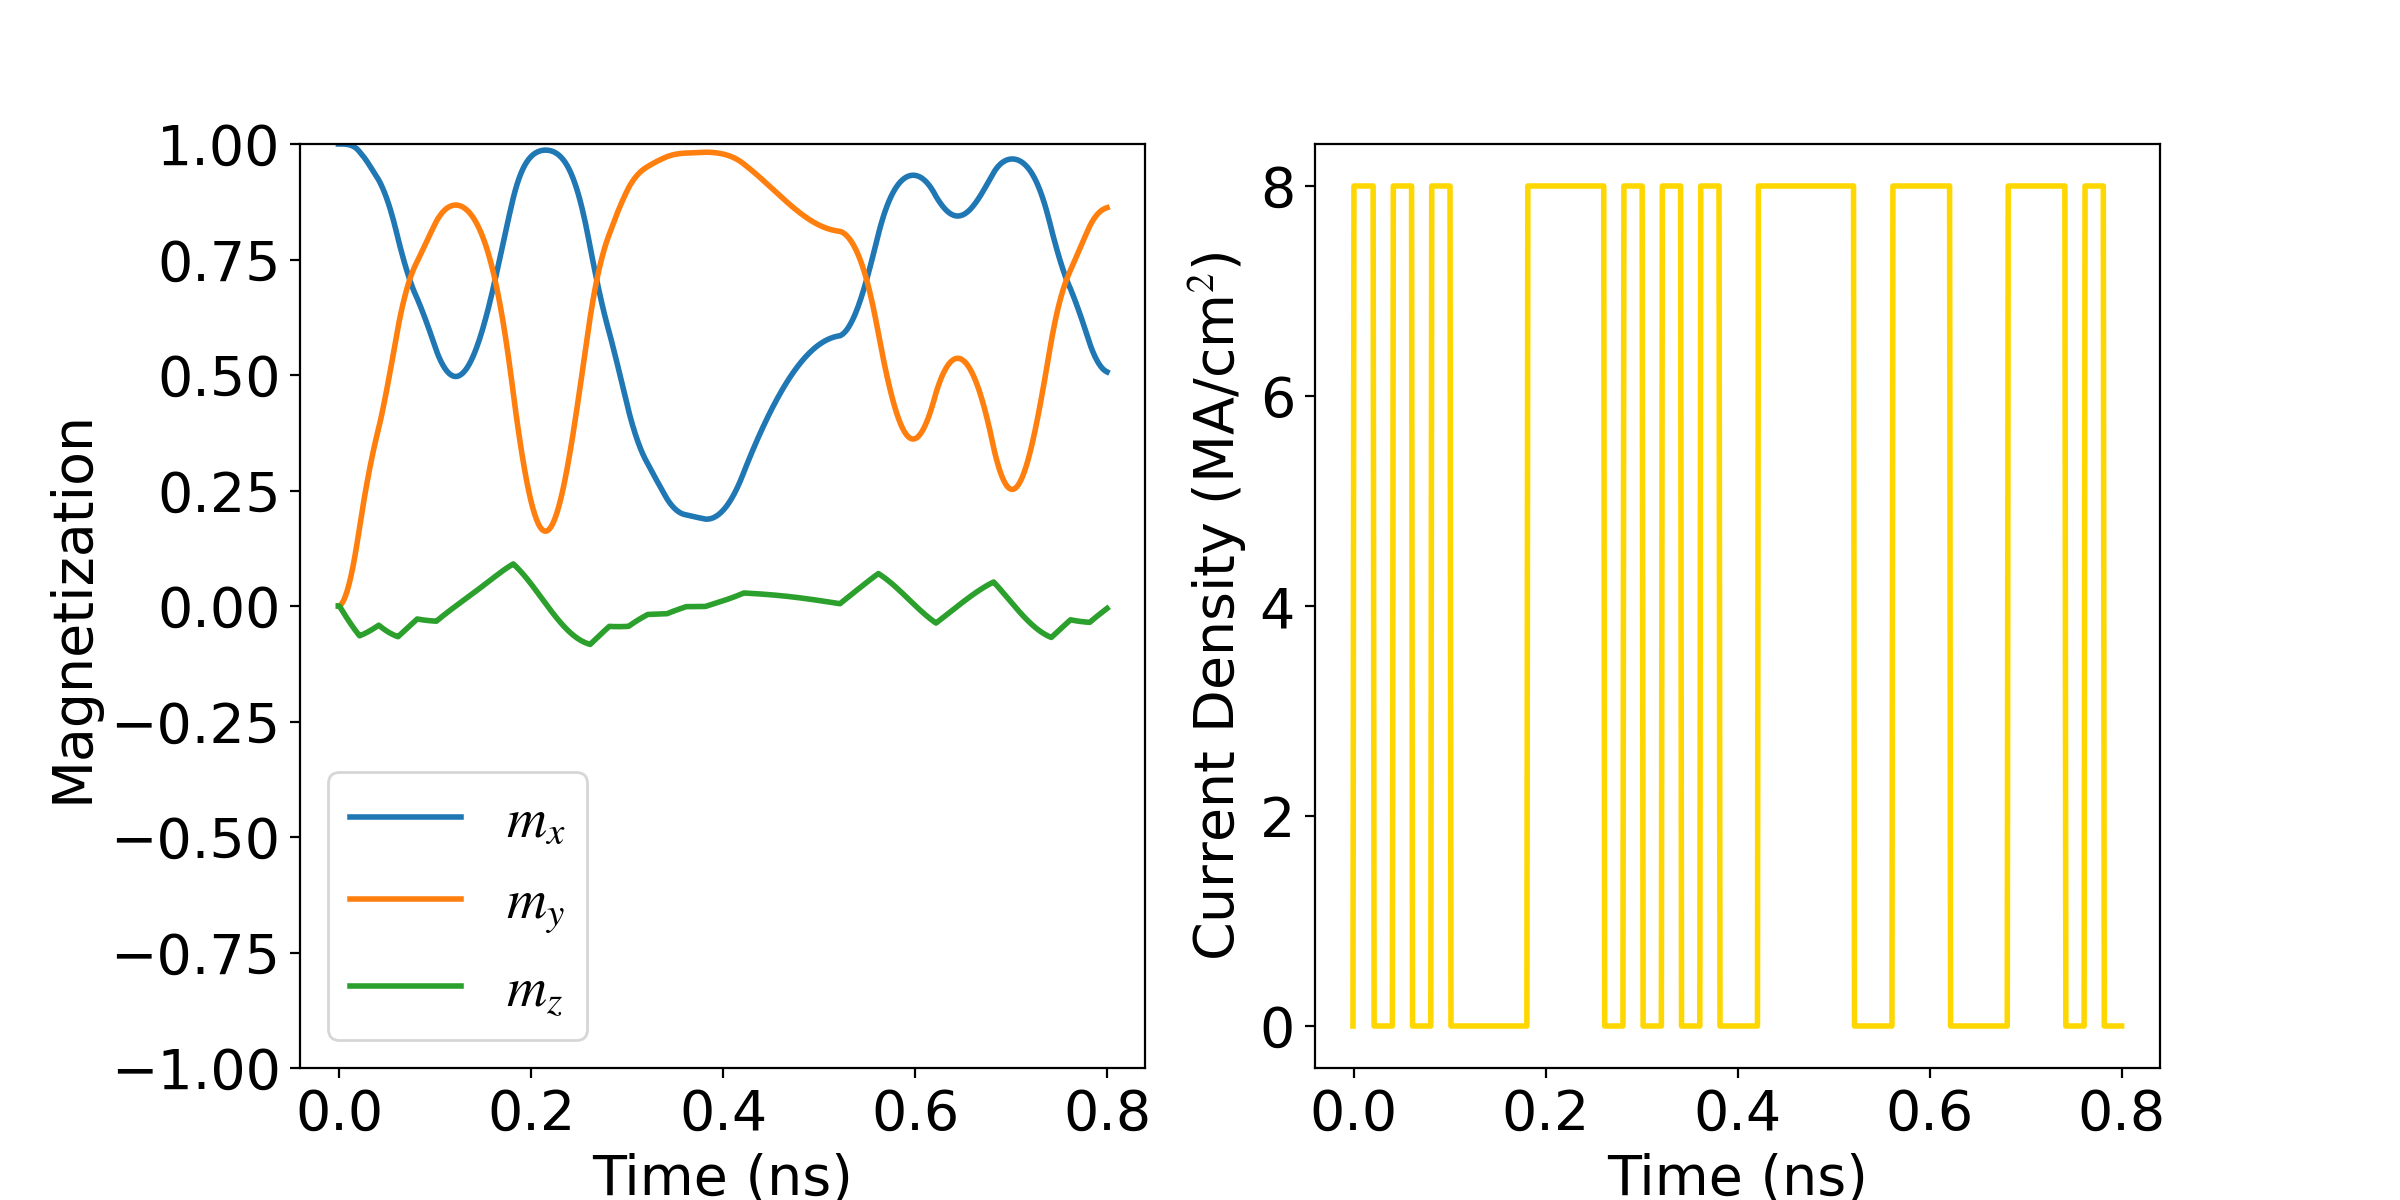 Magnetization
1.00
0.75
0.50
0.25
0.00
−0.25
−0.50
−0.75
−1.00
m_x
m_y
m_z
0.0 0.2 0.4 0.6 0.8
Time (ns)
Current Density (MA/cm²)
8
6
4
2
0
0.0 0.2 0.4 0.6 0.8
Time (ns)